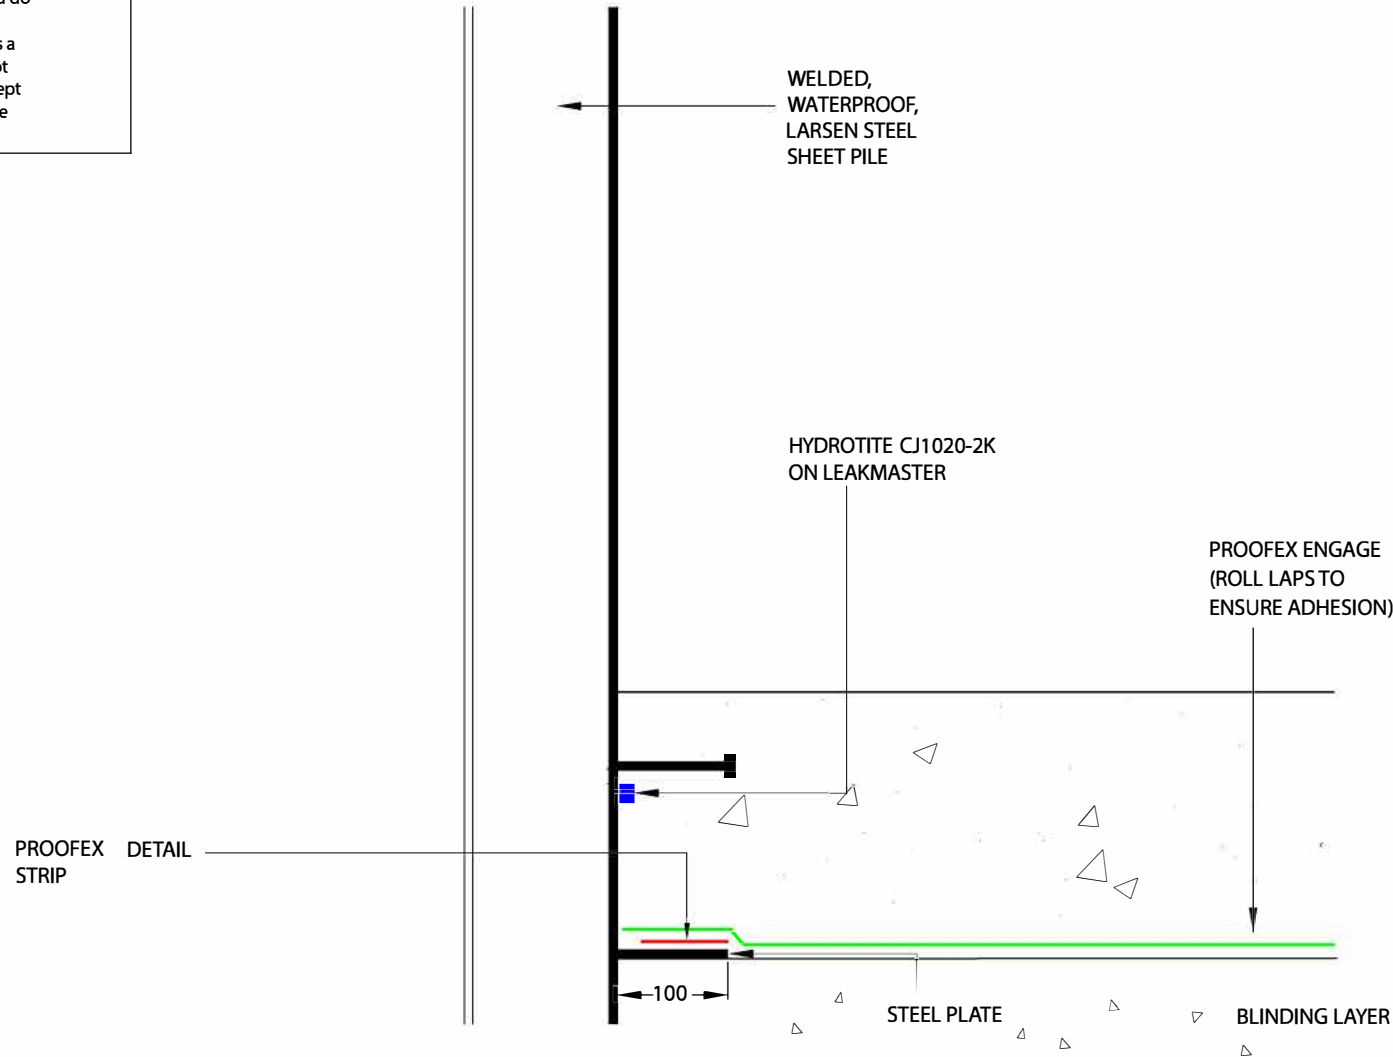 s a
ept
WELDED,
WATERPROOF,
LARSEN STEEL
SHEET PILE
HYDROTITE CJ1020-2K
ON LEAKMASTER
PROOFEX ENGAGE
(ROLL LAPS TO
ENSURE ADHESION)
PROOFEX DETAIL
STRIP
100
STEEL PLATE
BLINDING LAYER